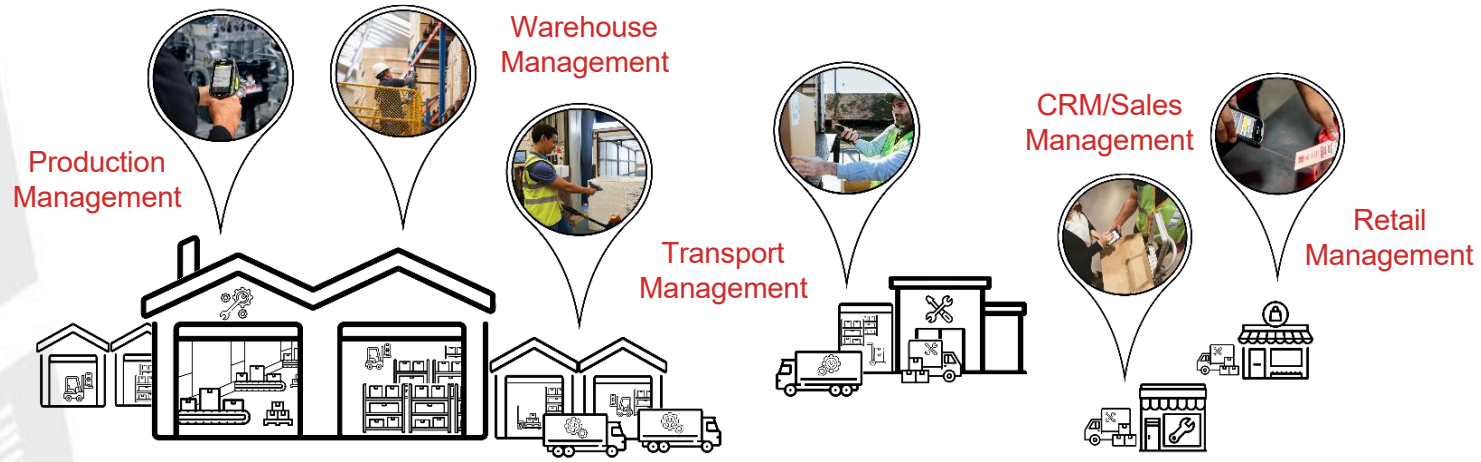 Warehouse
Management
Production
Management
Transport
Management
CRM/Sales
Management
Retail
Management